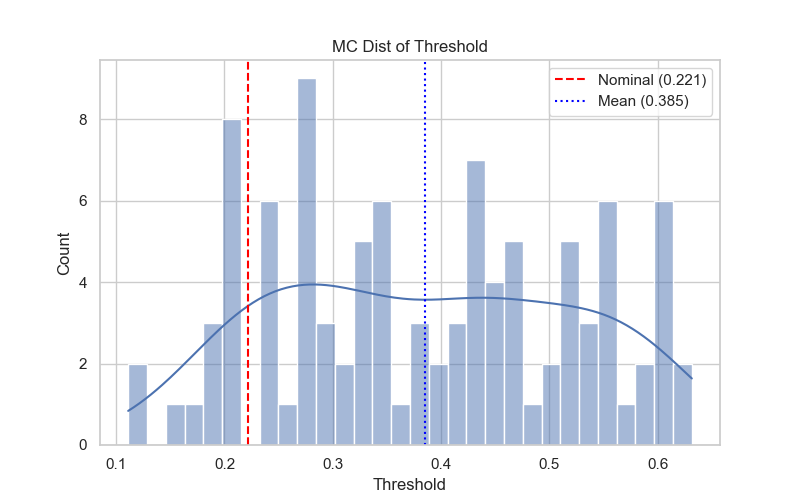 MC Dist of Threshold
Nominal (0.221)
Mean (0.385)
Count
8
6
4
2
0
0.1 0.2 0.3 0.4 0.5 0.6
Threshold